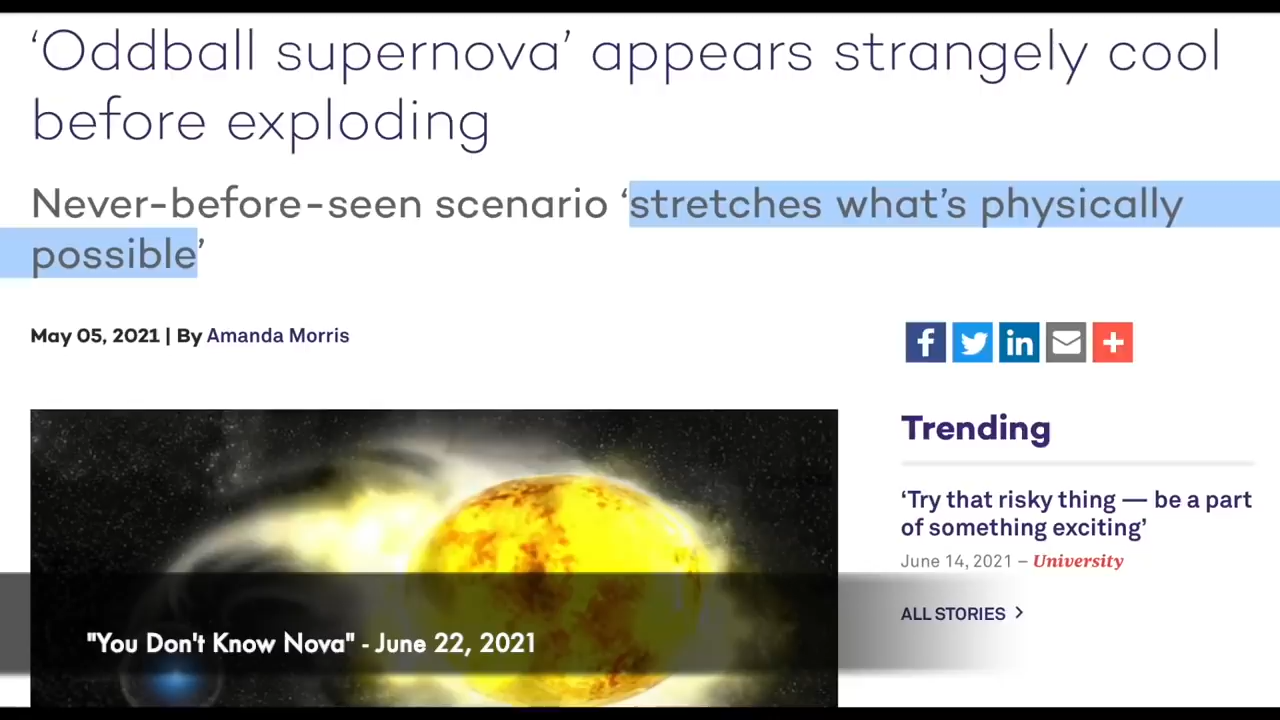 ‘Oddball supernova’ appears strangely cool
before exploding
Never-before-seen scenario ‘stretches what’s physically
possible’
May 05, 2021 | By Amanda Morris
f in +
Trending
‘Try that risky thing — be a part
of something exciting’
June 14, 2021 – University
ALL STORIES >
"You Don't Know Nova" - June 22, 2021